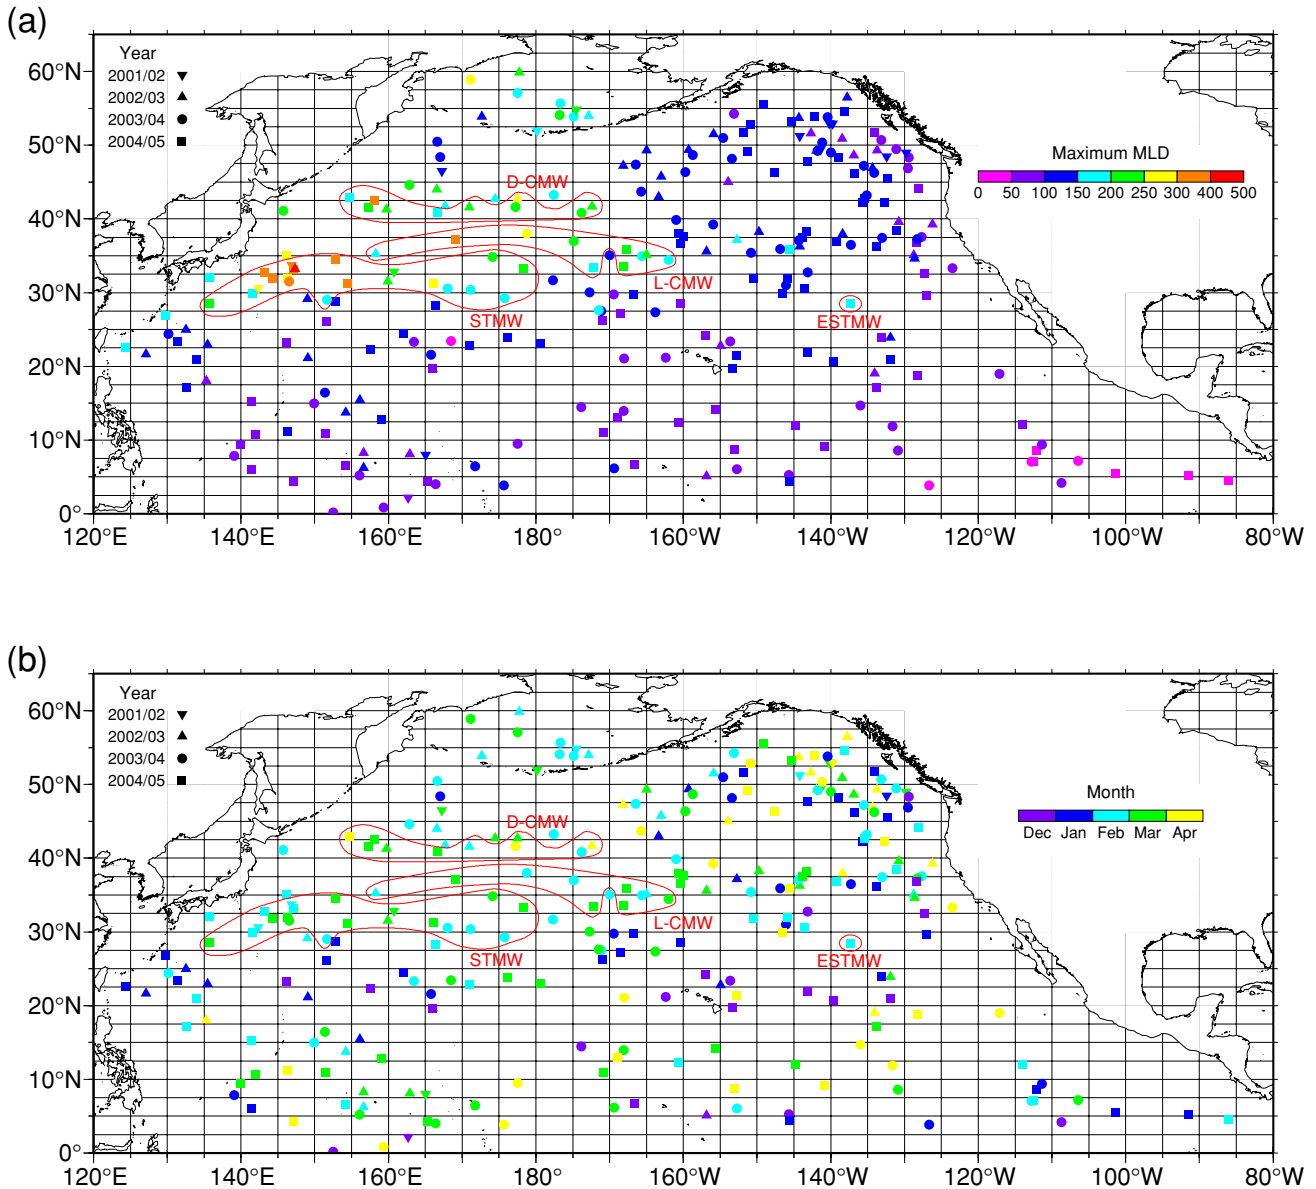 (a)
Year
2001/02
2002/03
2003/04
2004/05
60°N
50°N
40°N
30°N
20°N
10°N
0°
120°E 140°E 160°E 180° 160°W 140°W 120°W 100°W 80°W
Maximum MLD
0 50 100 150 200 250 300 400 500
D-CMW
L-CMW
STMW
ESTMW
(b)
Year
2001/02
2002/03
2003/04
2004/05
60°N
50°N
40°N
30°N
20°N
10°N
0°
120°E 140°E 160°E 180° 160°W 140°W 120°W 100°W 80°W
Month
Dec Jan Feb Mar Apr
D-CMW
L-CMW
STMW
ESTMW